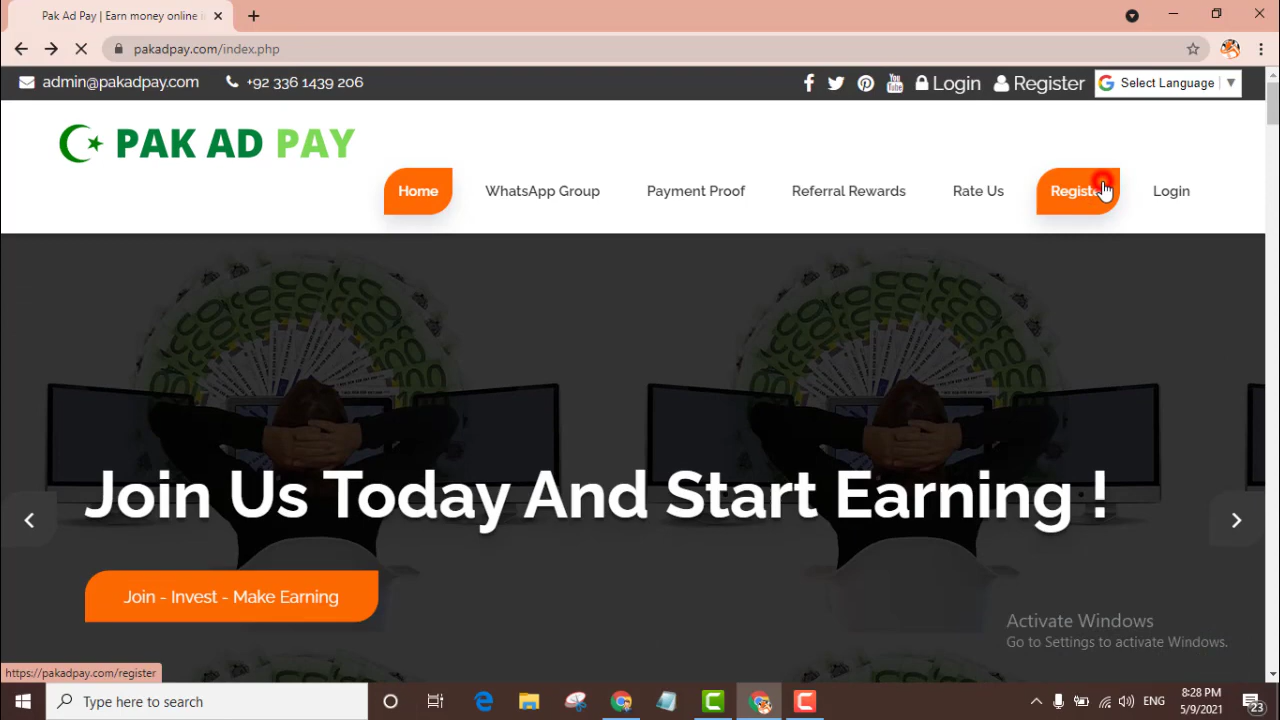 Pak Ad Pay | Earn money online
pakadpay.com/index.php
admin@pakadpay.com +92 336 1439 206 Login Register Select Language
PAK AD PAY
Home WhatsApp Group Payment Proof Referral Rewards Rate Us Register Login
Join Us Today And Start Earning !
Join - Invest - Make Earning
Activate Windows
Go to Settings to activate Windows.
https://pakadpay.com/register
Type here to search
ENG
8:28 PM
5/9/2021
23